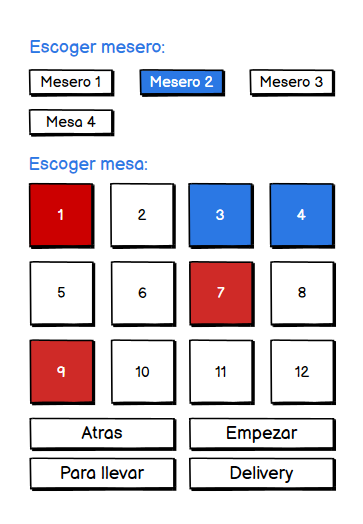 Escoger mesero:
Mesero 1 Mesero 2 Mesero 3
Mesa 4
Escoger mesa:
1 2 3 4
5 6 7 8
9 10 11 12
Atras Empezar
Para llevar Delivery